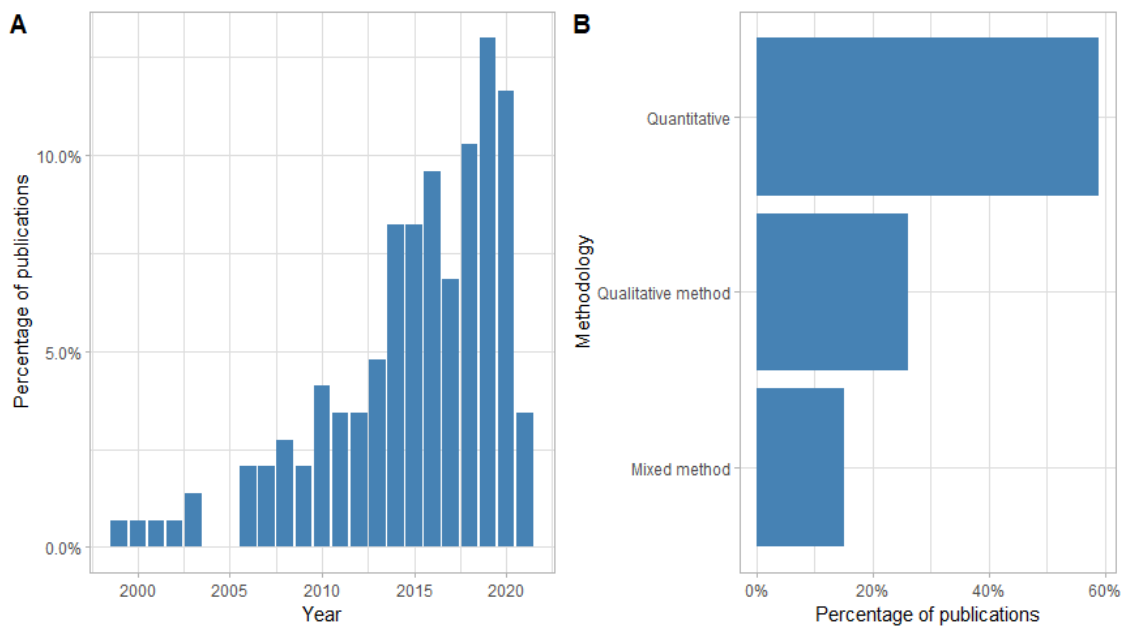 A
Percentage of publications
10.0%
5.0%
0.0%
2000 2005 2010 2015 2020
Year
B
Methodology
Quantitative
Qualitative method
Mixed method
0% 20% 40% 60%
Percentage of publications